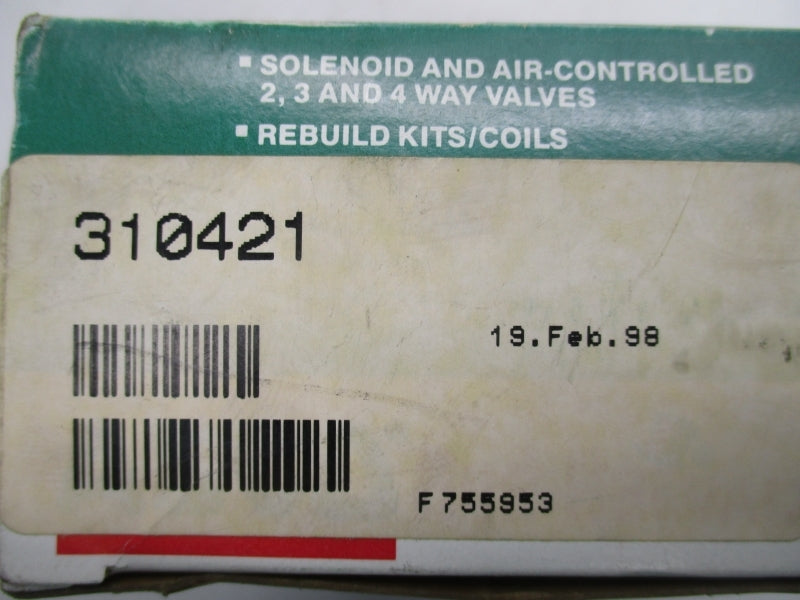 ▪ SOLENOID AND AIR-CONTROLLED
2, 3 AND 4 WAY VALVES
▪ REBUILD KITS/COILS
310421
19.Feb.98
F755953